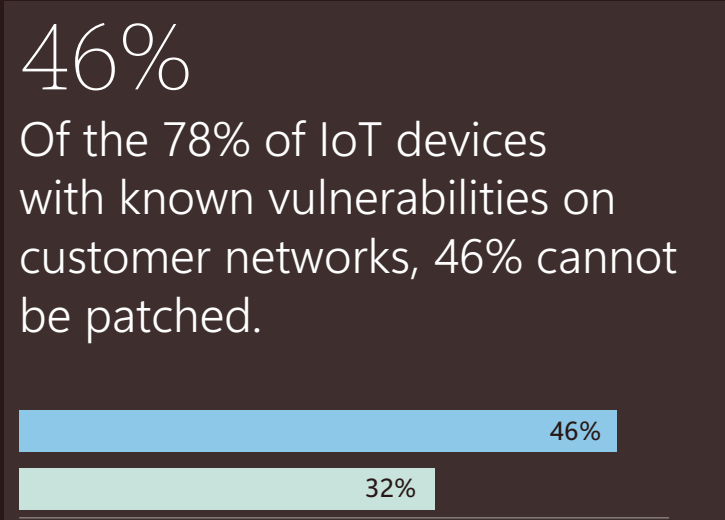 46%
Of the 78% of IoT devices
with known vulnerabilities on
customer networks, 46% cannot
be patched.
46%
32%